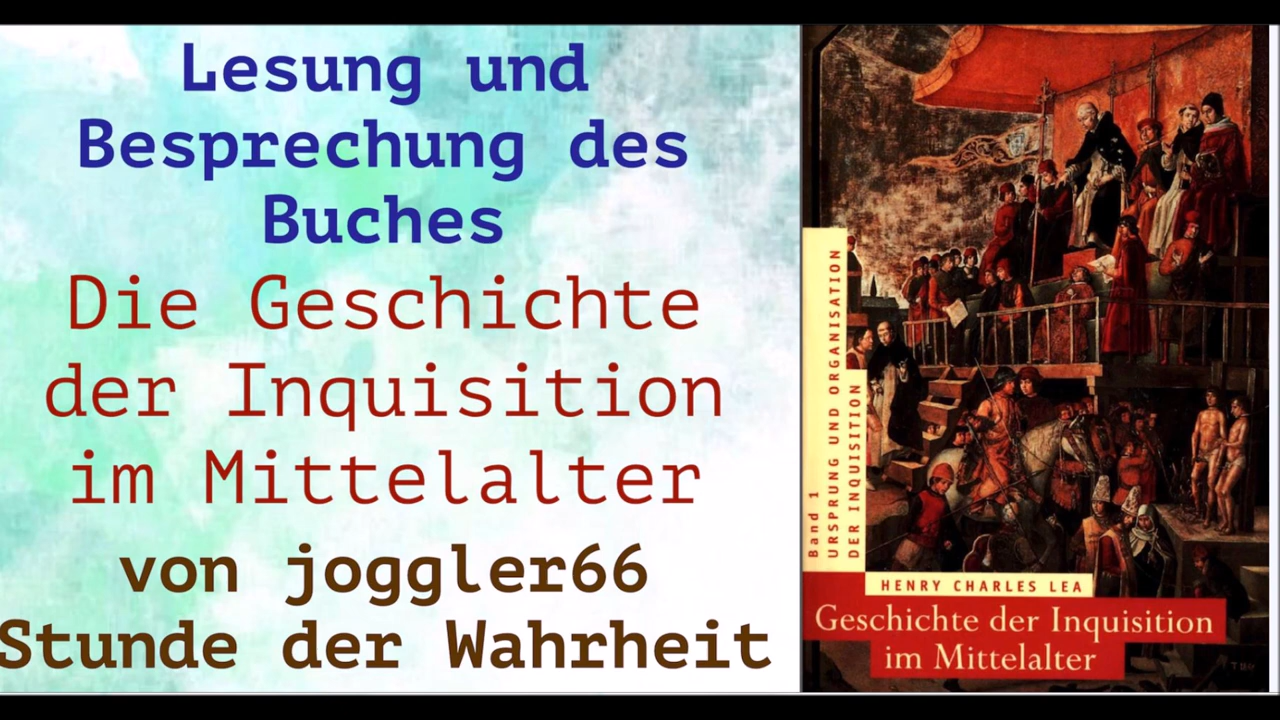 Lesung und
Besprechung des
Buches
Die Geschichte
der Inquisition
im Mittelalter
von joggler66
Stunde der Wahrheit
Band 1
URSPRUNG UND ORGANISATION
DER INQUISITION
HENRY CHARLES LEA
Geschichte der Inquisition
im Mittelalter